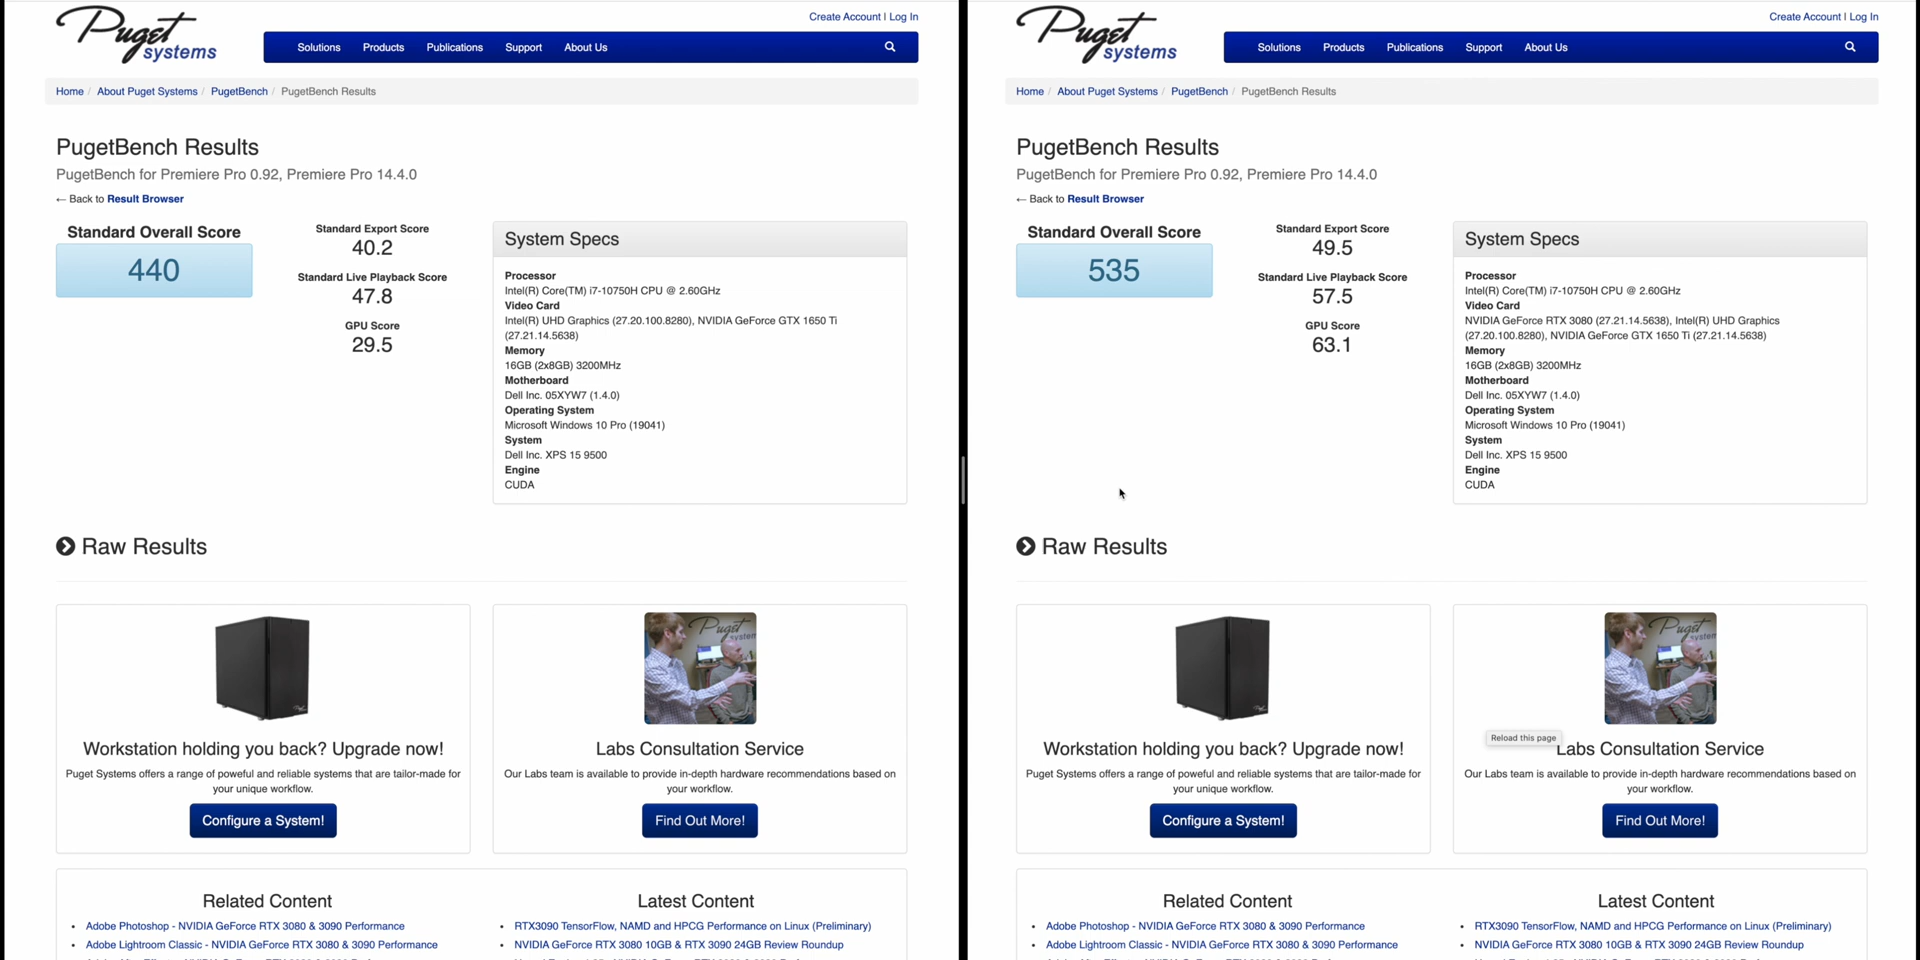 Puget
systems
Create Account | Log In
Solutions Products Publications Support About Us
Home / About Puget Systems / PugetBench / PugetBench Results
PugetBench Results
PugetBench for Premiere Pro 0.92, Premiere Pro 14.4.0
← Back to Result Browser
Standard Overall Score
440
Standard Export Score
40.2
Standard Live Playback Score
47.8
GPU Score
29.5
System Specs
Processor
Intel(R) Core(TM) i7-10750H CPU @ 2.60GHz
Video Card
Intel(R) UHD Graphics (27.20.100.8280), NVIDIA GeForce GTX 1650 Ti
(27.21.14.5638)
Memory
16GB (2x8GB) 3200MHz
Motherboard
Dell Inc. 05XYW7 (1.4.0)
Operating System
Microsoft Windows 10 Pro (19041)
System
Dell Inc. XPS 15 9500
Engine
CUDA
Raw Results
Puget
system
Workstation holding you back? Upgrade now!
Puget Systems offers a range of powerful and reliable systems that are tailor-made for
your unique workflow.
Configure a System!
Labs Consultation Service
Our Labs team is available to provide in-depth hardware recommendations based on
your workflow.
Find Out More!
Related Content
• Adobe Photoshop - NVIDIA GeForce RTX 3080 & 3090 Performance
• Adobe Lightroom Classic - NVIDIA GeForce RTX 3080 & 3090 Performance
Latest Content
• RTX3090 TensorFlow, NAMD and HPCG Performance on Linux (Preliminary)
• NVIDIA GeForce RTX 3080 10GB & RTX 3090 24GB Review Roundup
Puget
systems
Create Account | Log In
Solutions Products Publications Support About Us
Home / About Puget Systems / PugetBench / PugetBench Results
PugetBench Results
PugetBench for Premiere Pro 0.92, Premiere Pro 14.4.0
← Back to Result Browser
Standard Overall Score
535
Standard Export Score
49.5
Standard Live Playback Score
57.5
GPU Score
63.1
System Specs
Processor
Intel(R) Core(TM) i7-10750H CPU @ 2.60GHz
Video Card
NVIDIA GeForce RTX 3080 (27.21.14.5638), Intel(R) UHD Graphics
(27.20.100.8280), NVIDIA GeForce GTX 1650 Ti (27.21.14.5638)
Memory
16GB (2x8GB) 3200MHz
Motherboard
Dell Inc. 05XYW7 (1.4.0)
Operating System
Microsoft Windows 10 Pro (19041)
System
Dell Inc. XPS 15 9500
Engine
CUDA
Raw Results
Puget
system
Reload this page
Workstation holding you back? Upgrade now!
Puget Systems offers a range of powerful and reliable systems that are tailor-made for
your unique workflow.
Configure a System!
Labs Consultation Service
Our Labs team is available to provide in-depth hardware recommendations based on
your workflow.
Find Out More!
Related Content
• Adobe Photoshop - NVIDIA GeForce RTX 3080 & 3090 Performance
• Adobe Lightroom Classic - NVIDIA GeForce RTX 3080 & 3090 Performance
Latest Content
• RTX3090 TensorFlow, NAMD and HPCG Performance on Linux (Preliminary)
• NVIDIA GeForce RTX 3080 10GB & RTX 3090 24GB Review Roundup